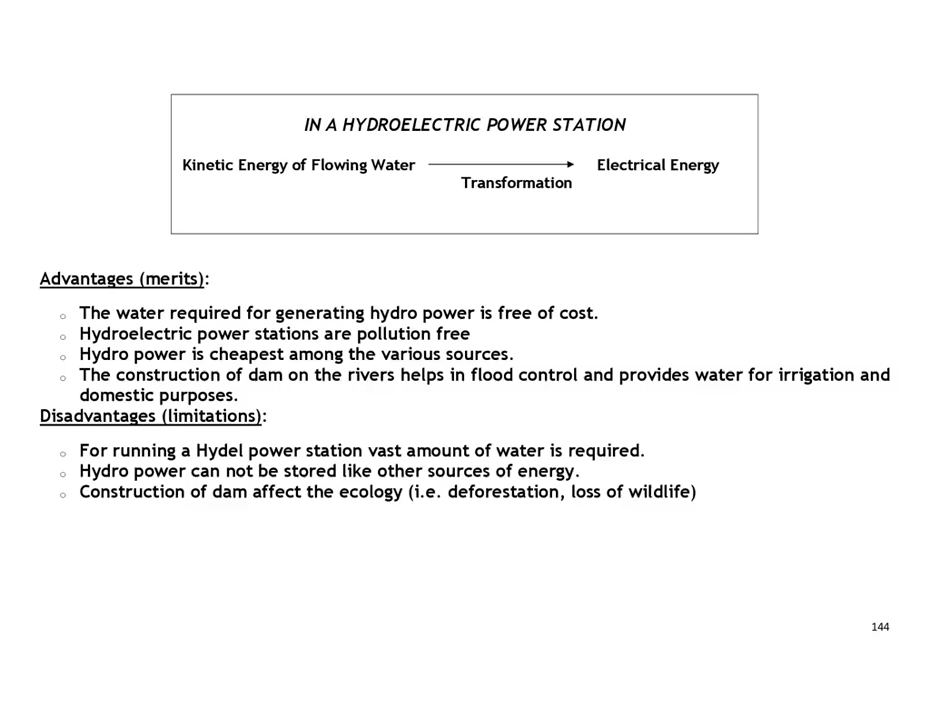 IN A HYDROELECTRIC POWER STATION
Kinetic Energy of Flowing Water
Electrical Energy
Transformation
Advantages (merits):
o The water required for generating hydro power is free of cost.
o Hydroelectric power stations are pollution free
o Hydro power is cheapest among the various sources.
o The construction of dam on the rivers helps in flood control and provides water for irrigation and
domestic purposes.
Disadvantages (limitations):
o For running a Hydel power station vast amount of water is required.
o Hydro power can not be stored like other sources of energy.
o Construction of dam affect the ecology (i.e. deforestation, loss of wildlife)
144